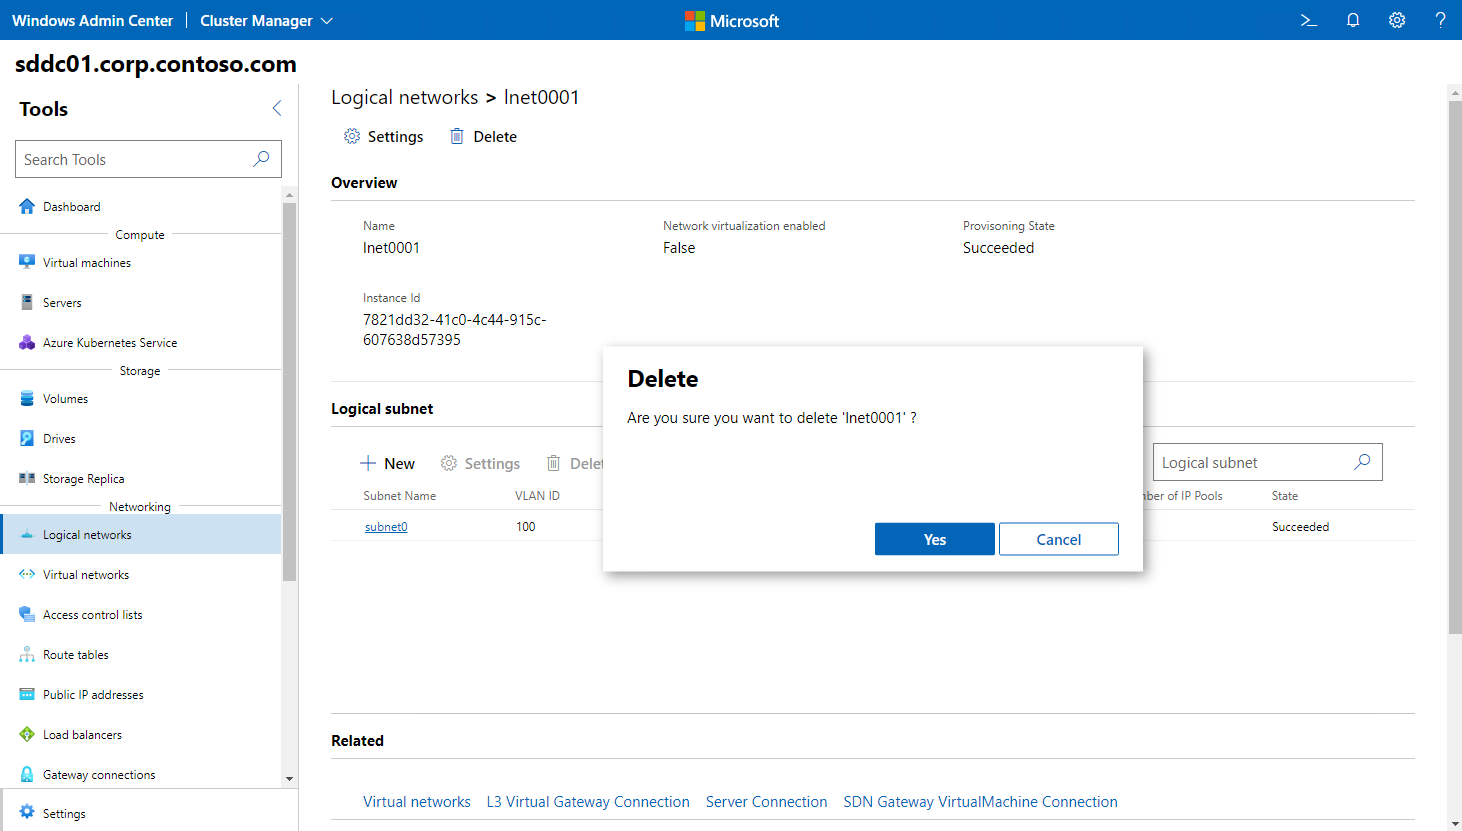 Windows Admin Center
Cluster Manager
Microsoft
sddc01.corp.contoso.com
Tools
Search Tools
Dashboard
Compute
Virtual machines
Servers
Azure Kubernetes Service
Storage
Volumes
Drives
Storage Replica
Networking
Logical networks
Virtual networks
Access control lists
Route tables
Public IP addresses
Load balancers
Gateway connections
Settings
Logical networks > lnet0001
Settings
Delete
Overview
Name
lnet0001
Network virtualization enabled
False
Provisioning State
Succeeded
Instance Id
7821dd32-41c0-4c44-915c-
607638d57395
Logical subnet
New
Settings
Logical subnet
Subnet Name
VLAN ID
of IP Pools
State
subnet0
100
Succeeded
Delete
Are you sure you want to delete 'lnet0001' ?
Yes
Cancel
Related
Virtual networks
L3 Virtual Gateway Connection
Server Connection
SDN Gateway VirtualMachine Connection